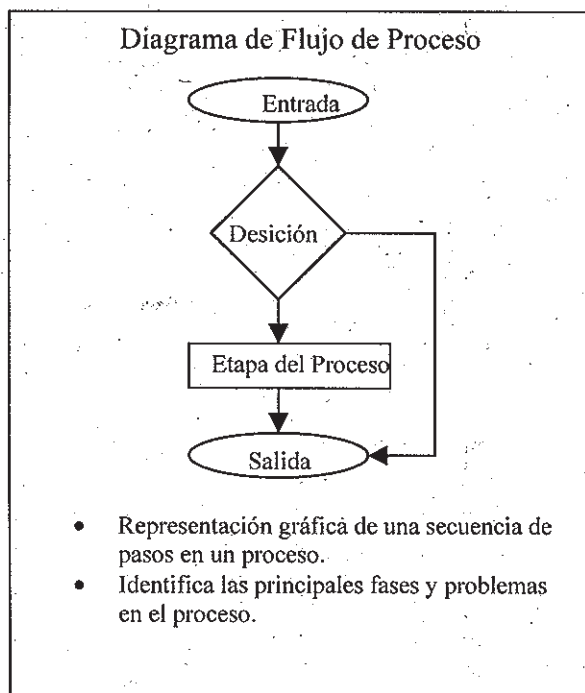 Diagrama de Flujo de Proceso
Entrada
Desición
Etapa del Proceso
Salida
• Representación gráfica de una secuencia de
pasos en un proceso.
• Identifica las principales fases y problemas
en el proceso.